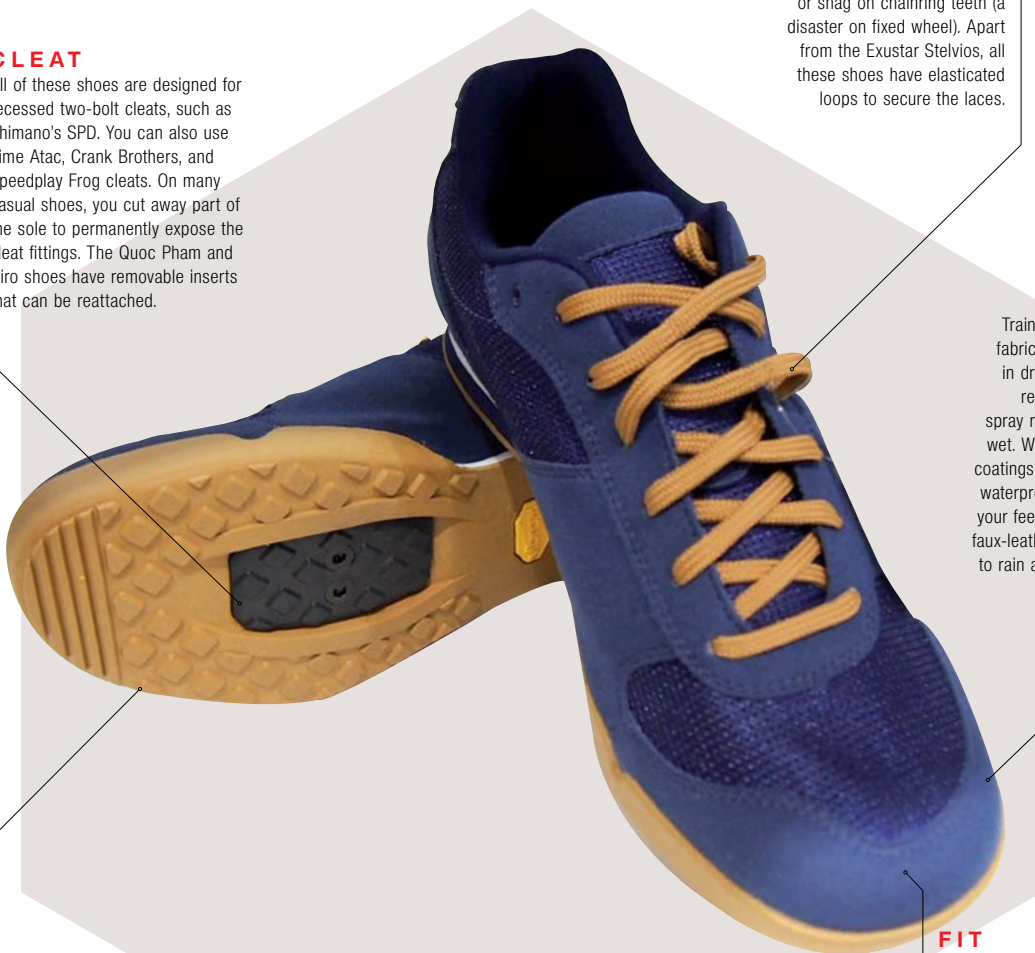 or snag on chainring teeth (a
disaster on fixed wheel). Apart
from the Exustar Stelvios, all
these shoes have elasticated
loops to secure the laces.
CLEAT
ll of these shoes are designed for
ecessed two-bolt cleats, such as
himano's SPD. You can also use
ime Atac, Crank Brothers, and
peedplay Frog cleats. On many
asual shoes, you cut away part of
he sole to permanently expose the
leat fittings. The Quoc Pham and
iro shoes have removable inserts
hat can be reattached.
Train
fabric
in dr
re
spray r
wet. W
coatings
waterpr
your fee
faux-leat
to rain a
FIT